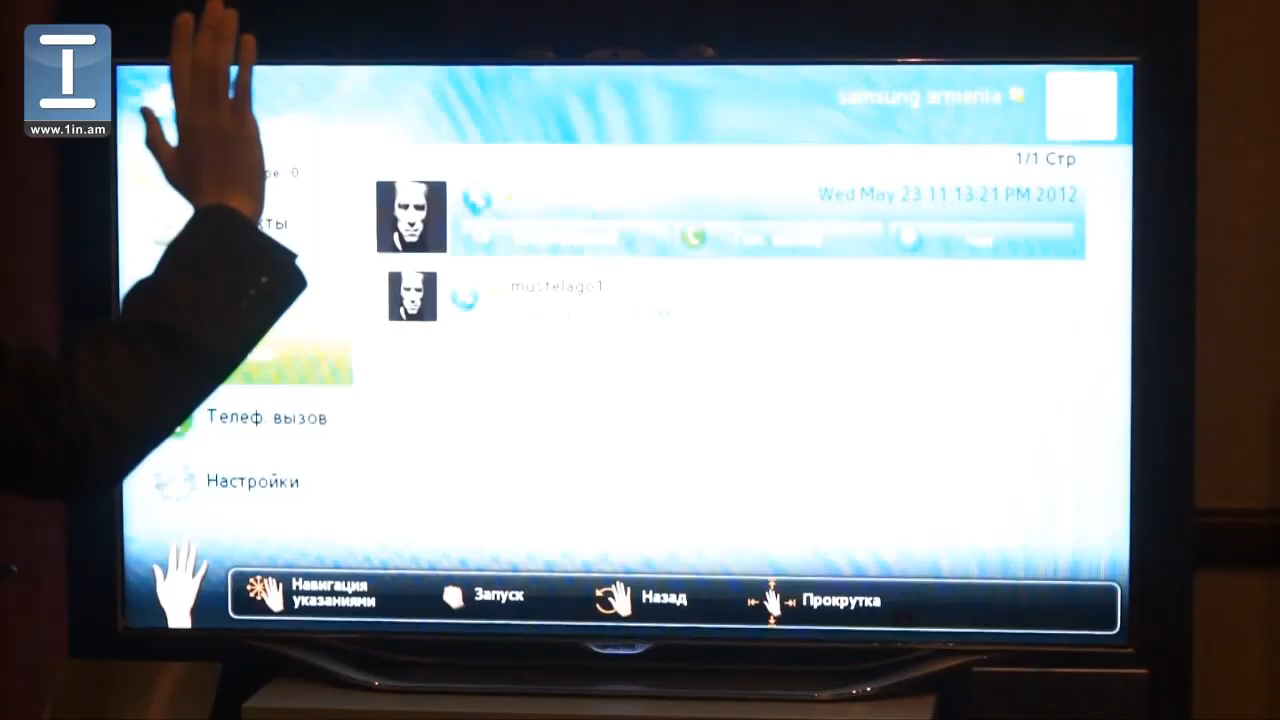 www.1in.am
samsung armenia
1/1 Стр
Wed May 23 11 13.21 PM 2012
mustelago1
Телеф. вызов
Настройки
Навигация
указаниями
Запуск
Назад
Прокрутка